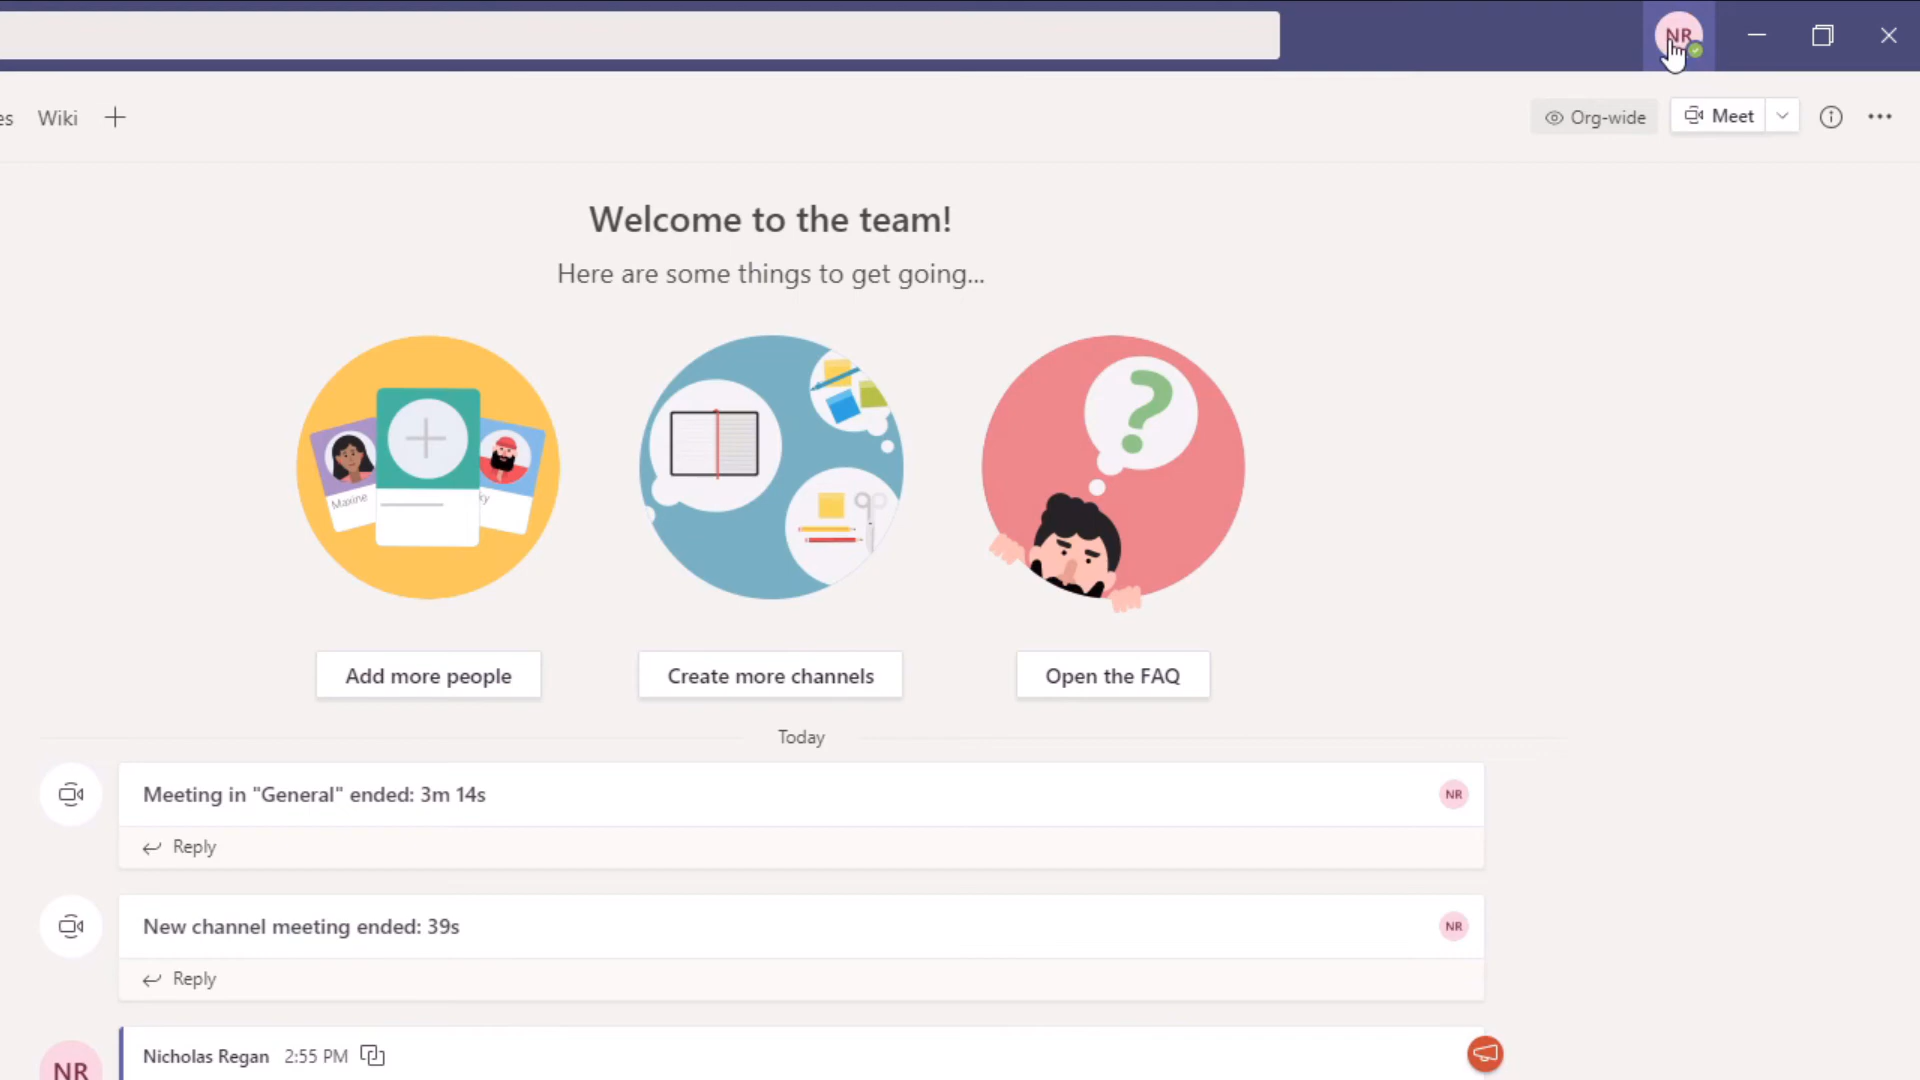 NR
es Wiki
Org-wide Meet
Welcome to the team!
Here are some things to get going...
Maxine
ky
Add more people Create more channels Open the FAQ
Today
Meeting in "General" ended: 3m 14s NR
Reply
New channel meeting ended: 39s NR
Reply
NR Nicholas Regan 2:55 PM